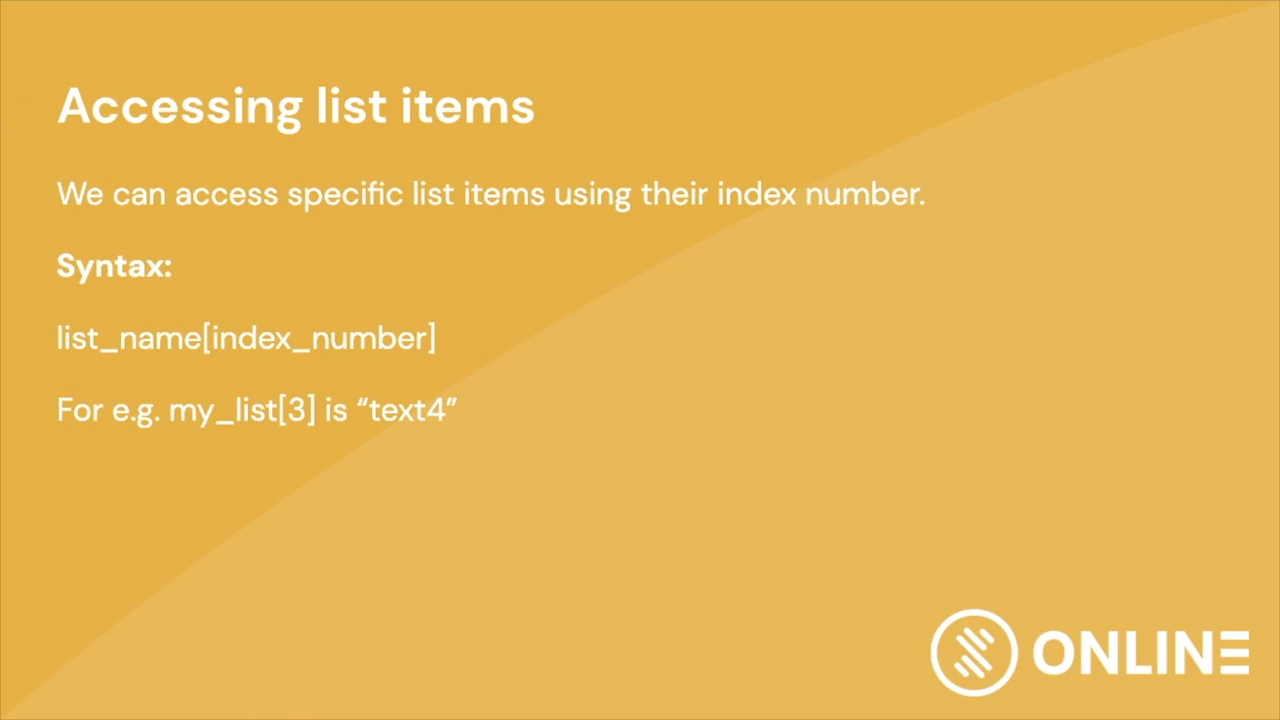 Accessing list items
We can access specific list items using their index number.
Syntax:
list_name[index_number]
For e.g. my_list[3] is “text4”
ONLINE